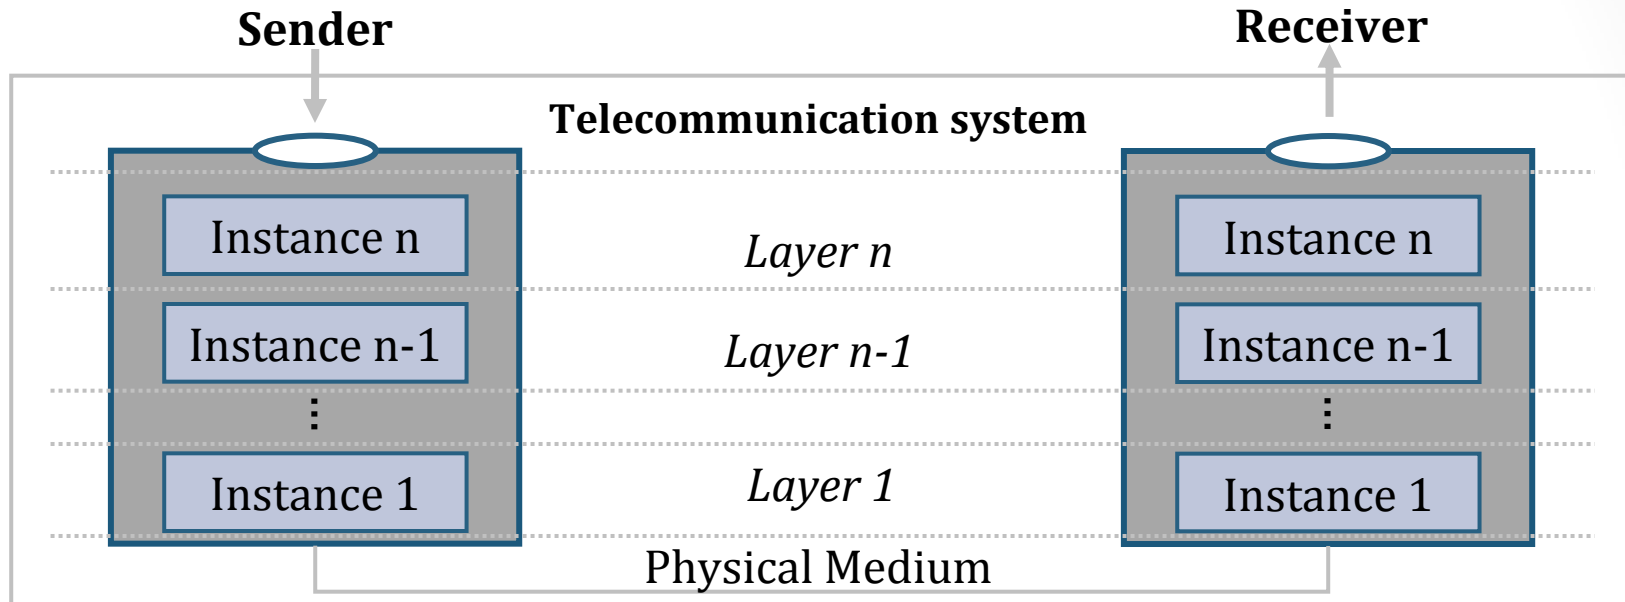 Sender
Receiver
Telecommunication system
Instance n
Layer n
Instance n
Instance n-1
Layer n-1
Instance n-1
⋮
⋮
Instance 1
Layer 1
Instance 1
Physical Medium